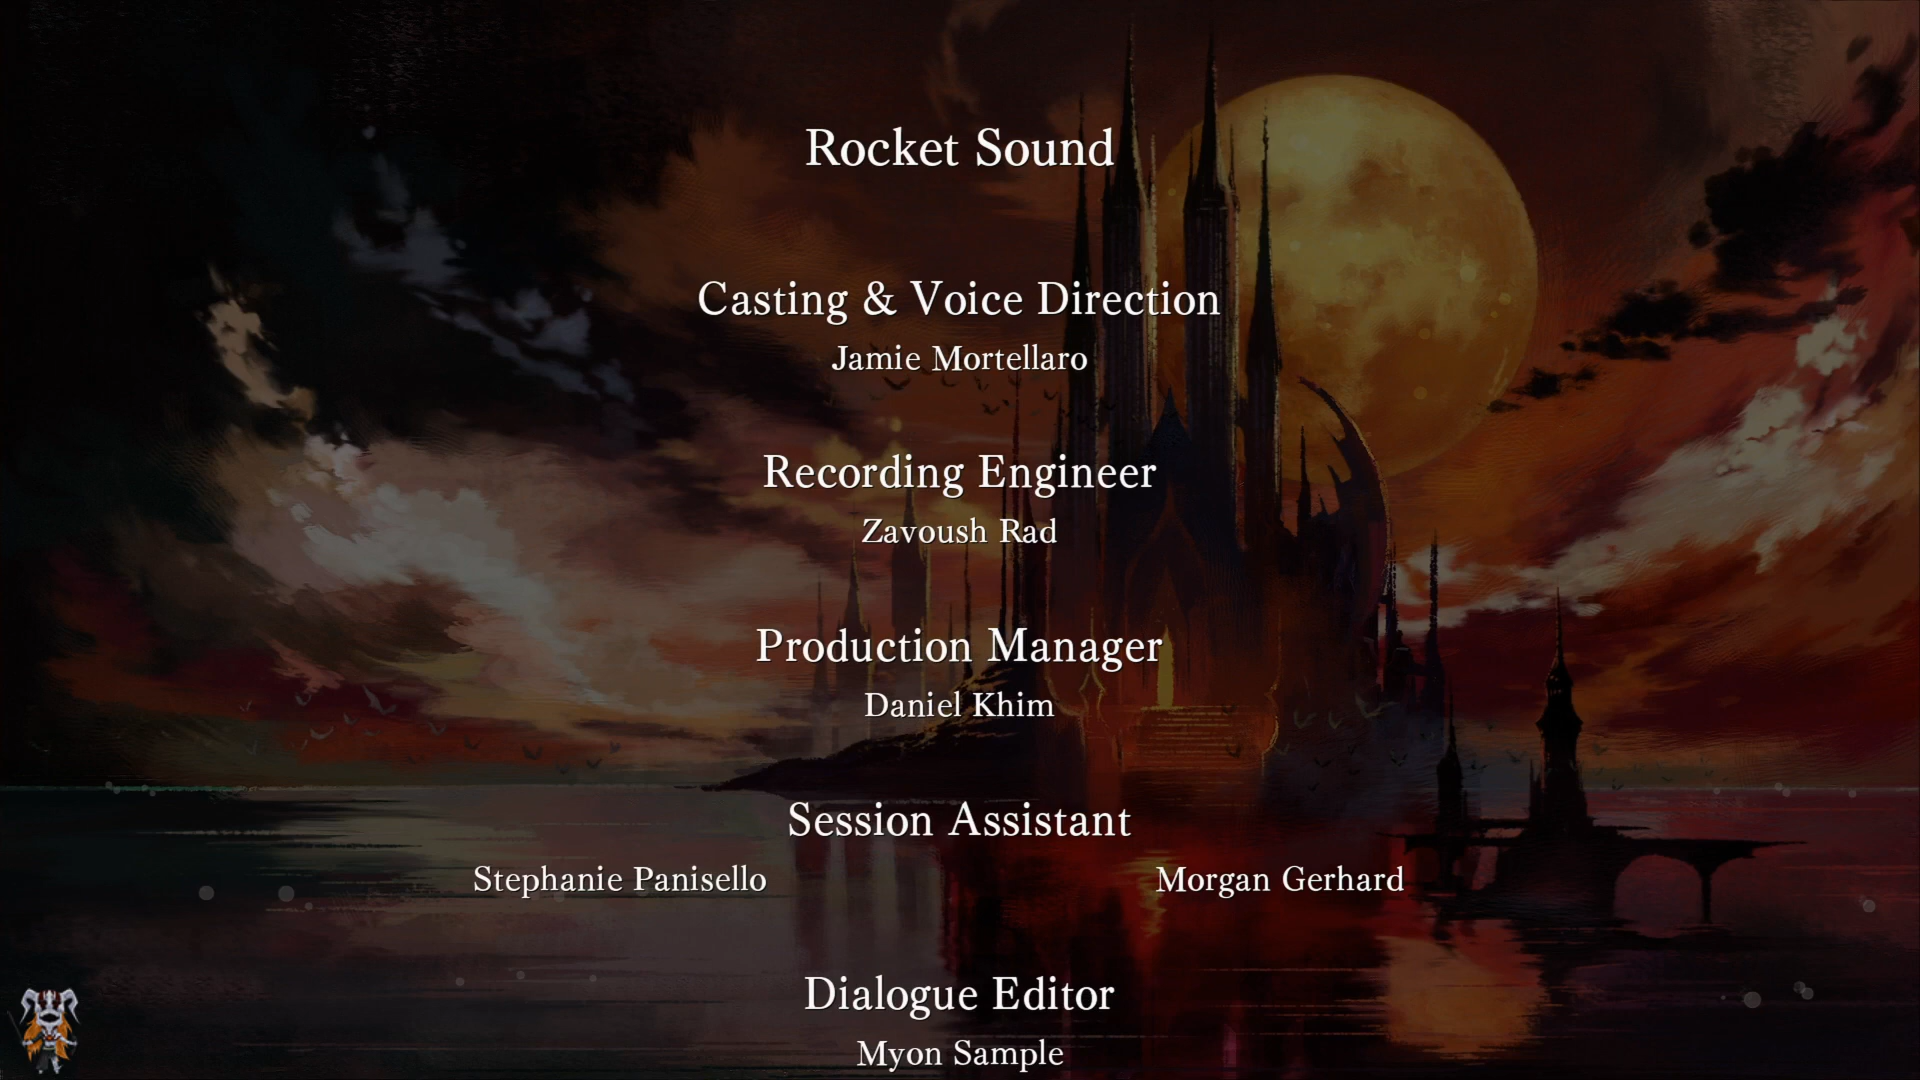 Rocket Sound
Casting & Voice Direction
Jamie Mortellaro
Recording Engineer
Zavoush Rad
Production Manager
Daniel Khim
Session Assistant
Stephanie Panisello Morgan Gerhard
Dialogue Editor
Myon Sample